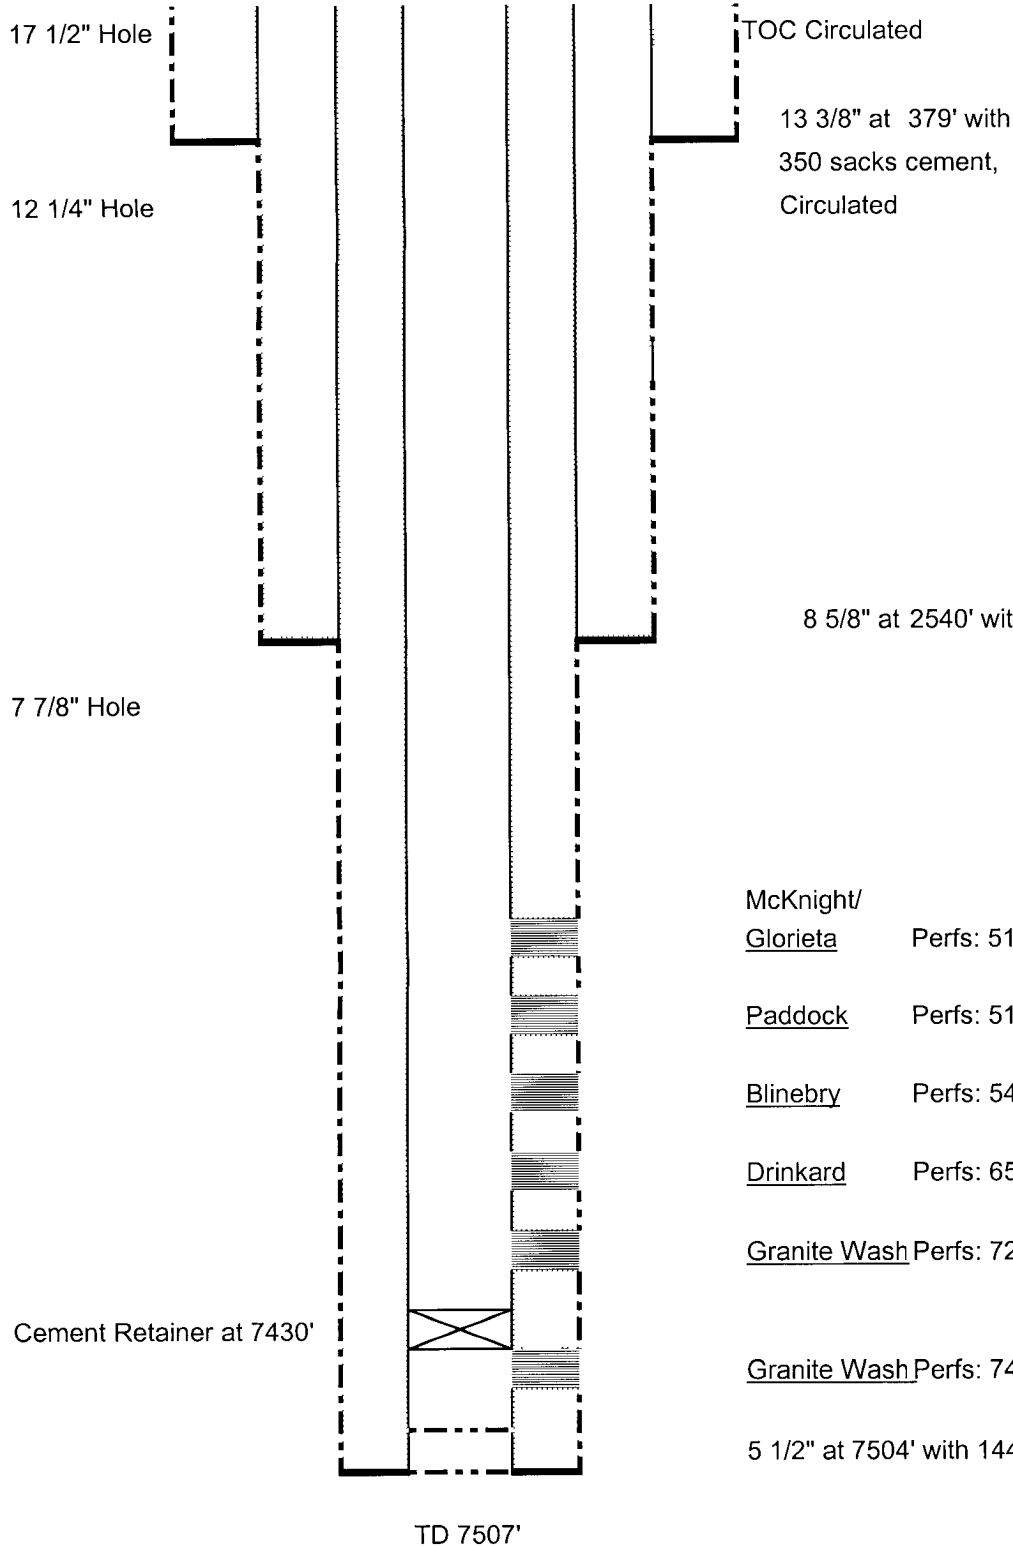 17 1/2" Hole
TOC Circulated
13 3/8" at 379' with
350 sacks cement,
Circulated
12 1/4" Hole
8 5/8" at 2540' wit
7 7/8" Hole
McKnight/
Glorieta Perfs: 51
Paddock Perfs: 51
Blinebry Perfs: 54
Drinkard Perfs: 65
Granite Wash Perfs: 72
Cement Retainer at 7430'
Granite Wash Perfs: 74
5 1/2" at 7504' with 144
TD 7507'